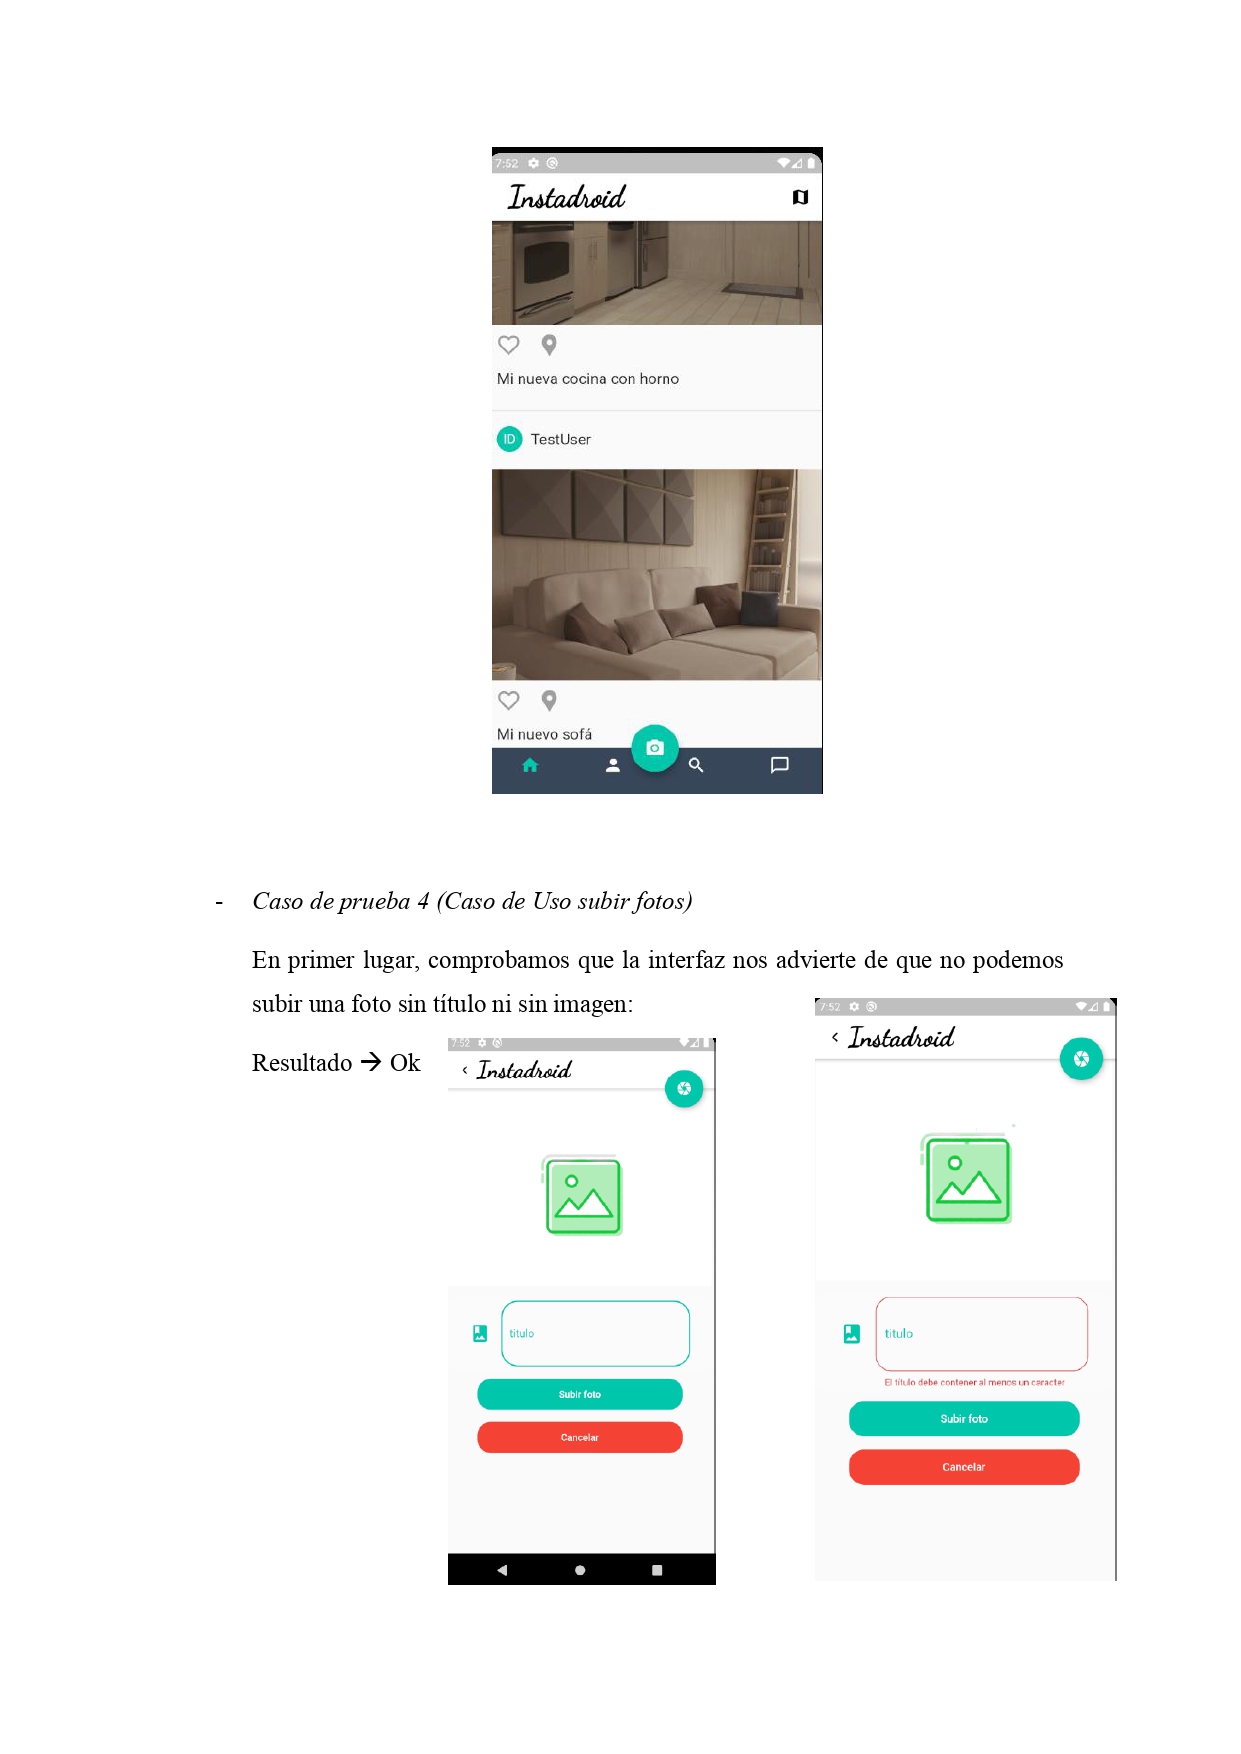 7:52
Instadroid
Mi nueva cocina con horno
ID TestUser
Mi nuevo sofá
- Caso de prueba 4 (Caso de Uso subir fotos)
En primer lugar, comprobamos que la interfaz nos advierte de que no podemos
subir una foto sin título ni sin imagen:
Resultado → Ok
7:52
Instadroid
titulo
Subir foto
Cancelar
7:52
Instadroid
titulo
El título debe contener al menos un caracter
Subir foto
Cancelar